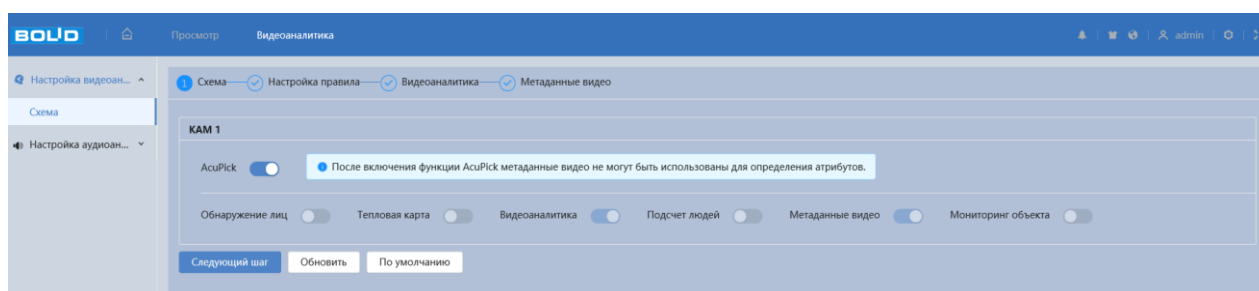 BOLID Просмотр Видеоаналитика admin
Настройка видеоан... 1 Схема Настройка правила Видеоаналитика Метаданные видео
Схема
КАМ 1
Настройка аудиоан...
AcuPick После включения функции AcuPick метаданные видео не могут быть использованы для определения атрибутов.
Обнаружение лиц Тепловая карта Видеоаналитика Подсчет людей Метаданные видео Мониторинг объекта
Следующий шаг Обновить По умолчанию